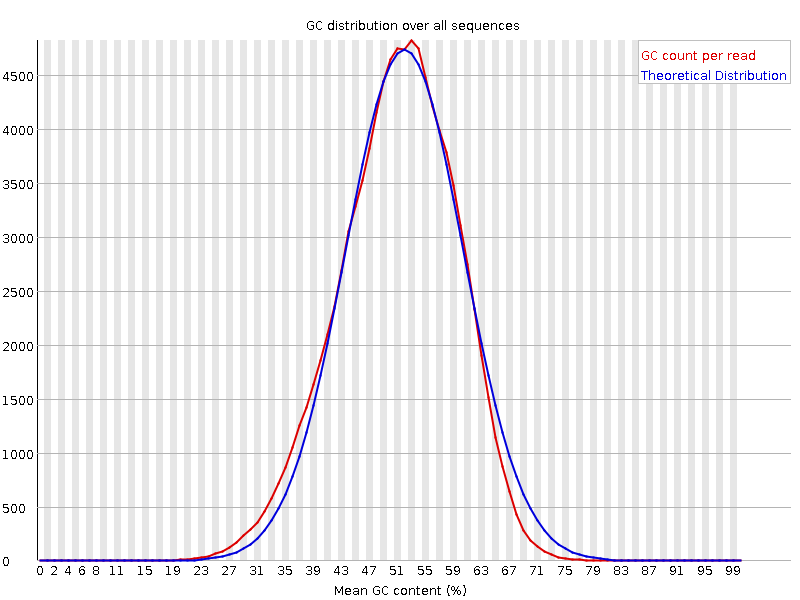 GC distribution over all sequences
GC count per read
Theoretical Distribution
4500
4000
3500
3000
2500
2000
1500
1000
500
0
0 2 4 6 8 11 15 19 23 27 31 35 39 43 47 51 55 59 63 67 71 75 79 83 87 91 95 99
Mean GC content (%)